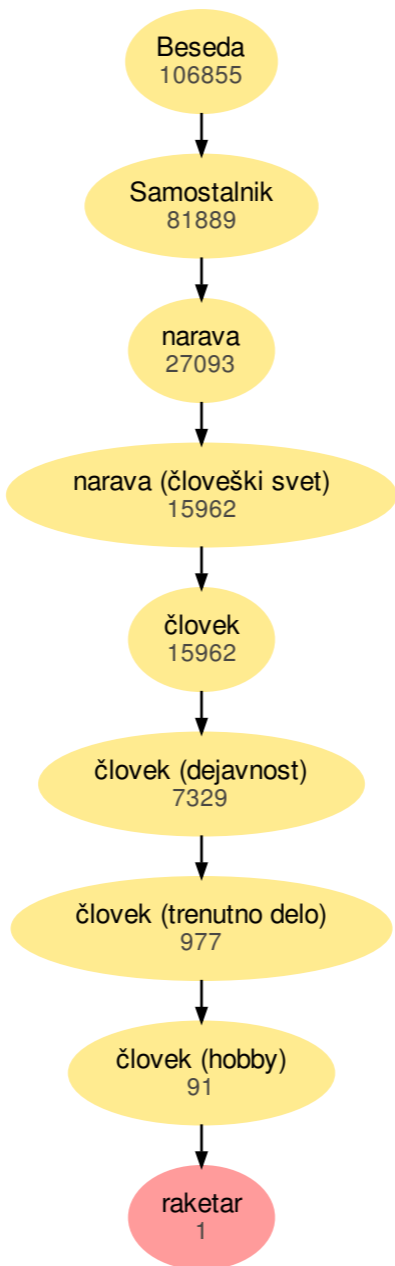 Beseda
106855
Samostalnik
81889
narava
27093
narava (človeški svet)
15962
človek
15962
človek (dejavnost)
7329
človek (trenutno delo)
977
človek (hobby)
91
raketar
1